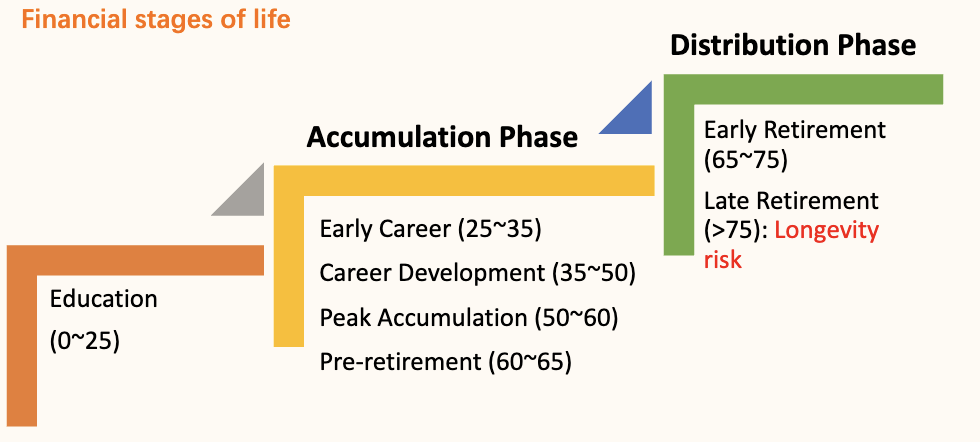 Financial stages of life
Distribution Phase
Early Retirement
(65~75)
Late Retirement
(>75): Longevity
risk
Accumulation Phase
Early Career (25~35)
Career Development (35~50)
Peak Accumulation (50~60)
Pre-retirement (60~65)
Education
(0~25)